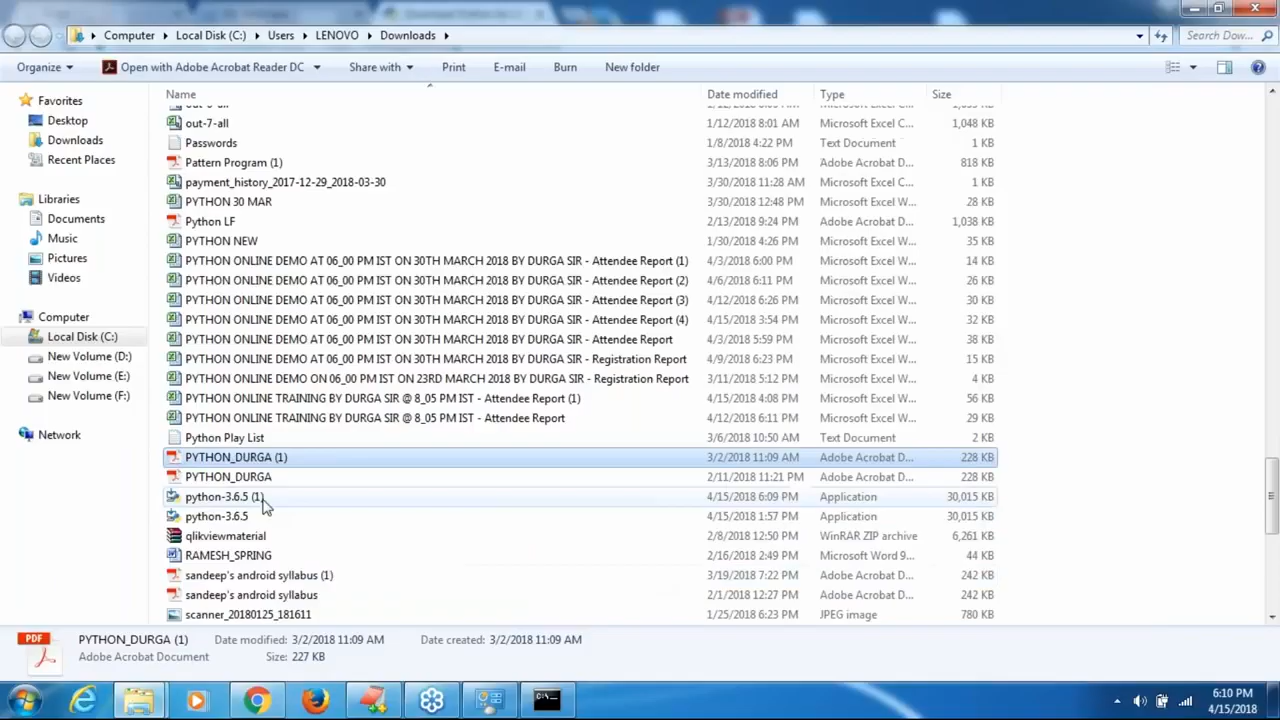 Computer Local Disk (C:) Users LENOVO Downloads Search Dow...
Organize Open with Adobe Acrobat Reader DC Share with Print E-mail Burn New folder
Name Date modified Type Size
Favorites
Desktop
Downloads
Recent Places
Libraries
Documents
Music
Pictures
Videos
Computer
Local Disk (C:)
New Volume (D:)
New Volume (E:)
New Volume (F:)
Network
out-7-all 1/12/2018 8:01 AM Microsoft Excel C... 1,048 KB
Passwords 1/8/2018 4:22 PM Text Document 1 KB
Pattern Program (1) 3/13/2018 8:06 PM Adobe Acrobat D... 818 KB
payment_history_2017-12-29_2018-03-30 3/30/2018 11:28 AM Microsoft Excel C... 1 KB
PYTHON 30 MAR 3/30/2018 12:48 PM Microsoft Excel W... 28 KB
Python LF 2/13/2018 9:24 PM Adobe Acrobat D... 1,038 KB
PYTHON NEW 1/30/2018 4:26 PM Microsoft Excel W... 35 KB
PYTHON ONLINE DEMO AT 06_00 PM IST ON 30TH MARCH 2018 BY DURGA SIR - Attendee Report (1) 4/3/2018 6:00 PM Microsoft Excel W... 14 KB
PYTHON ONLINE DEMO AT 06_00 PM IST ON 30TH MARCH 2018 BY DURGA SIR - Attendee Report (2) 4/6/2018 6:11 PM Microsoft Excel W... 26 KB
PYTHON ONLINE DEMO AT 06_00 PM IST ON 30TH MARCH 2018 BY DURGA SIR - Attendee Report (3) 4/12/2018 6:26 PM Microsoft Excel W... 30 KB
PYTHON ONLINE DEMO AT 06_00 PM IST ON 30TH MARCH 2018 BY DURGA SIR - Attendee Report (4) 4/15/2018 3:54 PM Microsoft Excel W... 32 KB
PYTHON ONLINE DEMO AT 06_00 PM IST ON 30TH MARCH 2018 BY DURGA SIR - Attendee Report 4/3/2018 5:59 PM Microsoft Excel W... 38 KB
PYTHON ONLINE DEMO AT 06_00 PM IST ON 30TH MARCH 2018 BY DURGA SIR - Registration Report 4/9/2018 6:23 PM Microsoft Excel W... 15 KB
PYTHON ONLINE DEMO ON 06_00 PM IST ON 23RD MARCH 2018 BY DURGA SIR - Registration Report 3/11/2018 5:12 PM Microsoft Excel W... 4 KB
PYTHON ONLINE TRAINING BY DURGA SIR @ 8_05 PM IST - Attendee Report (1) 4/15/2018 4:08 PM Microsoft Excel W... 56 KB
PYTHON ONLINE TRAINING BY DURGA SIR @ 8_05 PM IST - Attendee Report 4/12/2018 6:11 PM Microsoft Excel W... 29 KB
Python Play List 3/6/2018 10:50 AM Text Document 2 KB
PYTHON_DURGA (1) 3/2/2018 11:09 AM Adobe Acrobat D... 228 KB
PYTHON_DURGA 2/11/2018 11:21 PM Adobe Acrobat D... 228 KB
python-3.6.5 (1) 4/15/2018 6:09 PM Application 30,015 KB
python-3.6.5 4/15/2018 1:57 PM Application 30,015 KB
qlikviewmaterial 2/8/2018 12:50 PM WinRAR ZIP archive 6,261 KB
RAMESH_SPRING 2/16/2018 2:49 PM Microsoft Word 9... 44 KB
sandeep's android syllabus (1) 3/19/2018 7:22 PM Adobe Acrobat D... 242 KB
sandeep's android syllabus 2/1/2018 12:27 PM Adobe Acrobat D... 242 KB
scanner_20180125_181611 1/25/2018 6:23 PM JPEG image 780 KB
PDF
PYTHON_DURGA (1) Date modified: 3/2/2018 11:09 AM Date created: 3/2/2018 11:09 AM
Adobe Acrobat Document Size: 227 KB
6:10 PM
4/15/2018